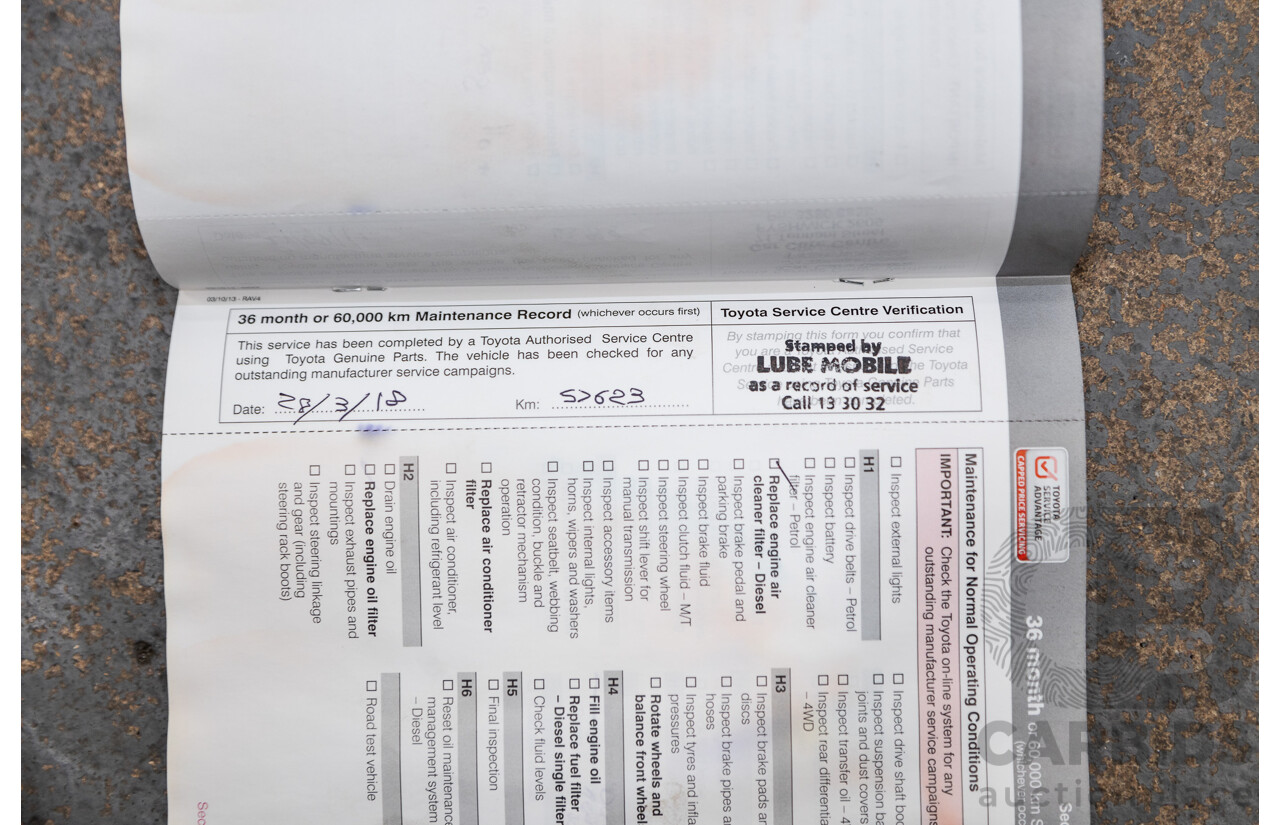 03/10/13 - RAV4
36 month or 60,000 km Maintenance Record (whichever occurs first)
This service has been completed by a Toyota Authorised Service Centre
using Toyota Genuine Parts. The vehicle has been checked for any
outstanding manufacturer service campaigns.
Date: 28/3/18
Km: 57623
Toyota Service Centre Verification
By stamping this form you confirm that
Stamped by
LUBE MOBILE
as a record of service
Call 13 30 32
TOYOTA
SERVICE
ADVANTAGE
CAPPED PRICE SERVICING
36 month or 60,000 km
Maintenance for Normal Operating Conditions
IMPORTANT: Check the Toyota on-line system for any
outstanding manufacturer service campaigns
Inspect external lights
H1
Inspect drive belts – Petrol
Inspect battery
Inspect engine air cleaner
filter – Petrol
Replace engine air
cleaner filter – Diesel
Inspect brake pedal and
parking brake
Inspect brake fluid
Inspect clutch fluid – M/T
Inspect steering wheel
Inspect shift lever for
manual transmission
Inspect accessory items
Inspect internal lights,
horns, wipers and washers
Inspect seatbelt, webbing
condition, buckle and
retractor mechanism
operation
Replace air conditioner
filter
Inspect air conditioner,
including refrigerant level
H2
Drain engine oil
Replace engine oil filter
Inspect exhaust pipes and
mountings
Inspect steering linkage
and gear (including
steering rack boots)
Inspect drive shaft
Inspect suspension
joints and dust covers
Inspect transfer oil – 4
Inspect rear differential
– 4WD
H3
Inspect brake pads
discs
Inspect brake pipes
hoses
Inspect tyres and
pressures
Rotate wheels and
balance front
H4
Fill engine oil
Replace fuel filter
– Diesel single filter
Check fluid levels
H5
Final inspection
H6
Reset oil maintenance
management system
– Diesel
Road test vehicle